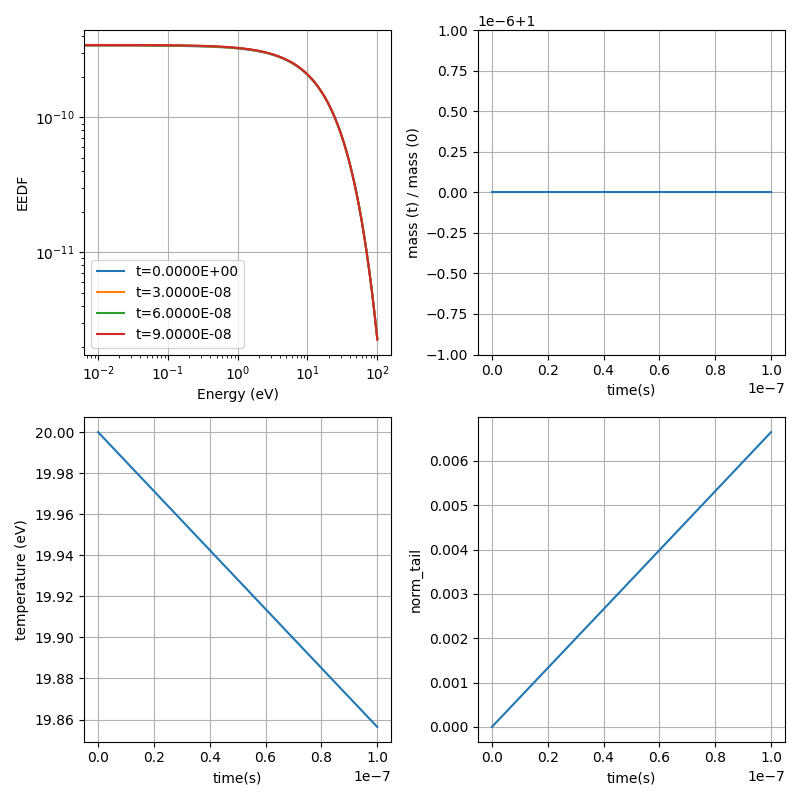 EEDF
10⁻¹⁰
10⁻¹¹
t=0.0000E+00
t=3.0000E-08
t=6.0000E-08
t=9.0000E-08
10⁻² 10⁻¹ 10⁰ 10¹ 10²
Energy (eV)
1e-6+1
mass (t) / mass (0)
1.00
0.75
0.50
0.25
0.00
−0.25
−0.50
−0.75
−1.00
0.0 0.2 0.4 0.6 0.8 1.0
time(s)
1e-7
temperature (eV)
20.00
19.98
19.96
19.94
19.92
19.90
19.88
19.86
0.0 0.2 0.4 0.6 0.8 1.0
time(s)
1e-7
norm_tail
0.006
0.005
0.004
0.003
0.002
0.001
0.000
0.0 0.2 0.4 0.6 0.8 1.0
time(s)
1e-7